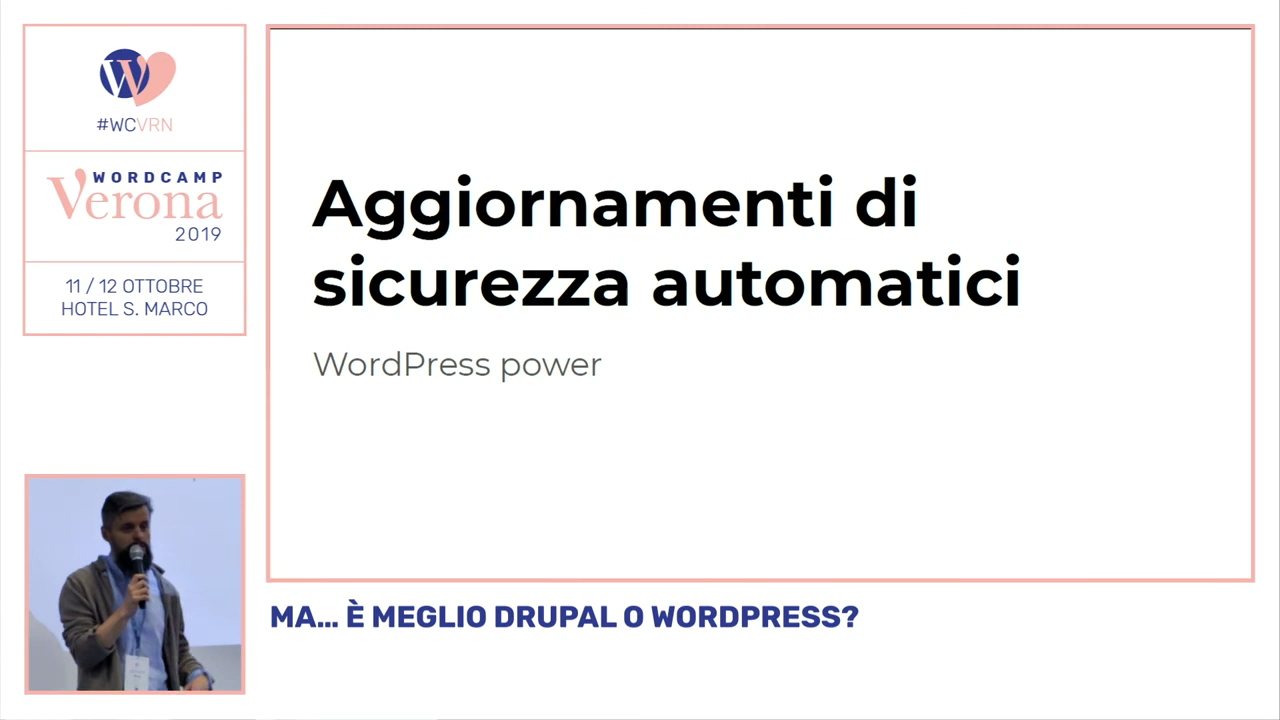 #WCVRN
WORDCAMP
Verona
2019
11 / 12 OTTOBRE
HOTEL S. MARCO
Aggiornamenti di
sicurezza automatici
WordPress power
MA... È MEGLIO DRUPAL O WORDPRESS?